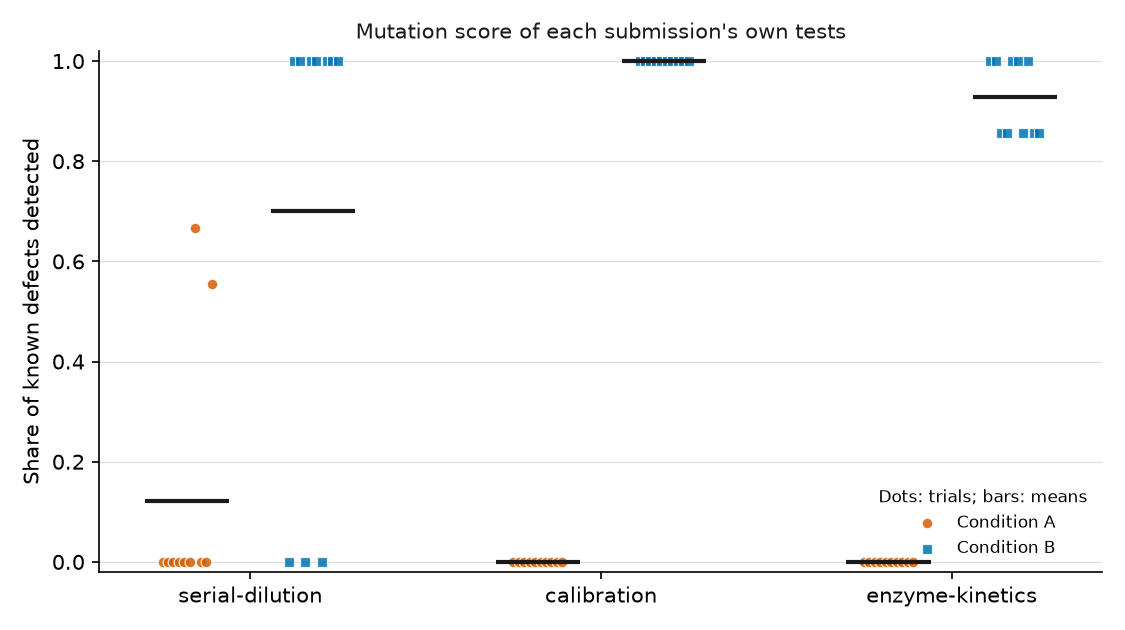 Mutation score of each submission's own tests
Share of known defects detected
1.0
0.8
0.6
0.4
0.2
0.0
Dots: trials; bars: means
Condition A
Condition B
serial-dilution
calibration
enzyme-kinetics